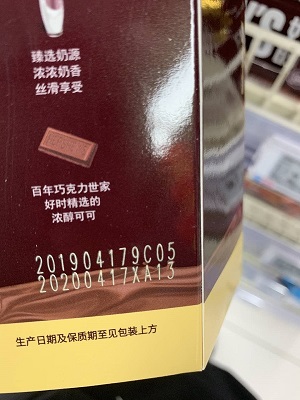 臻选奶源
浓浓奶香
丝滑享受
百年巧克力世家
好时精选的
浓醇可可
201904179C05
20200417XA13
生产日期及保质期至见包装上方